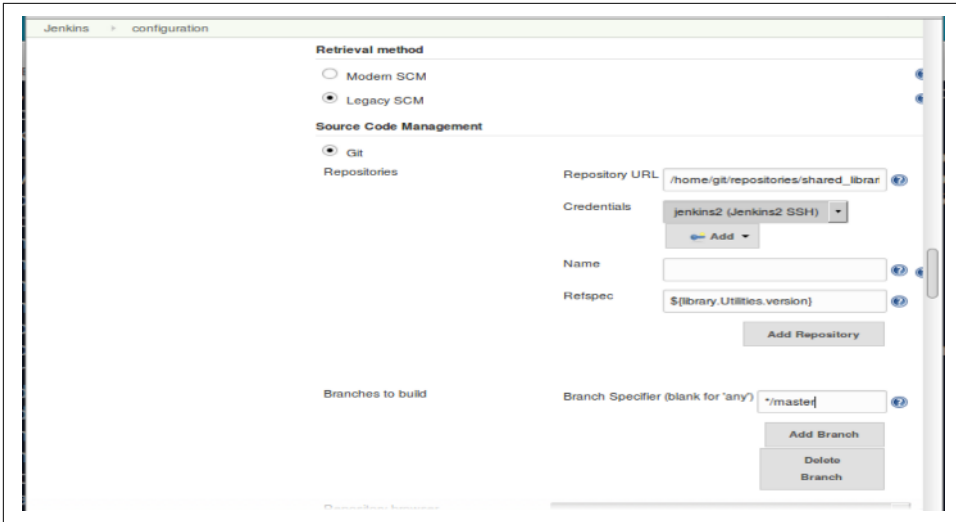 Jenkins configuration
Retrieval method
Modern SCM
Legacy SCM
Source Code Management
Git
Repositories
Repository URL /home/git/repositories/shared_librar
Credentials jenkins2 (Jenkins2 SSH)
Add
Name
Refspec ${library.Utilities.version}
Add Repository
Branches to build
Branch Specifier (blank for 'any') */master
Add Branch
Delete
Branch